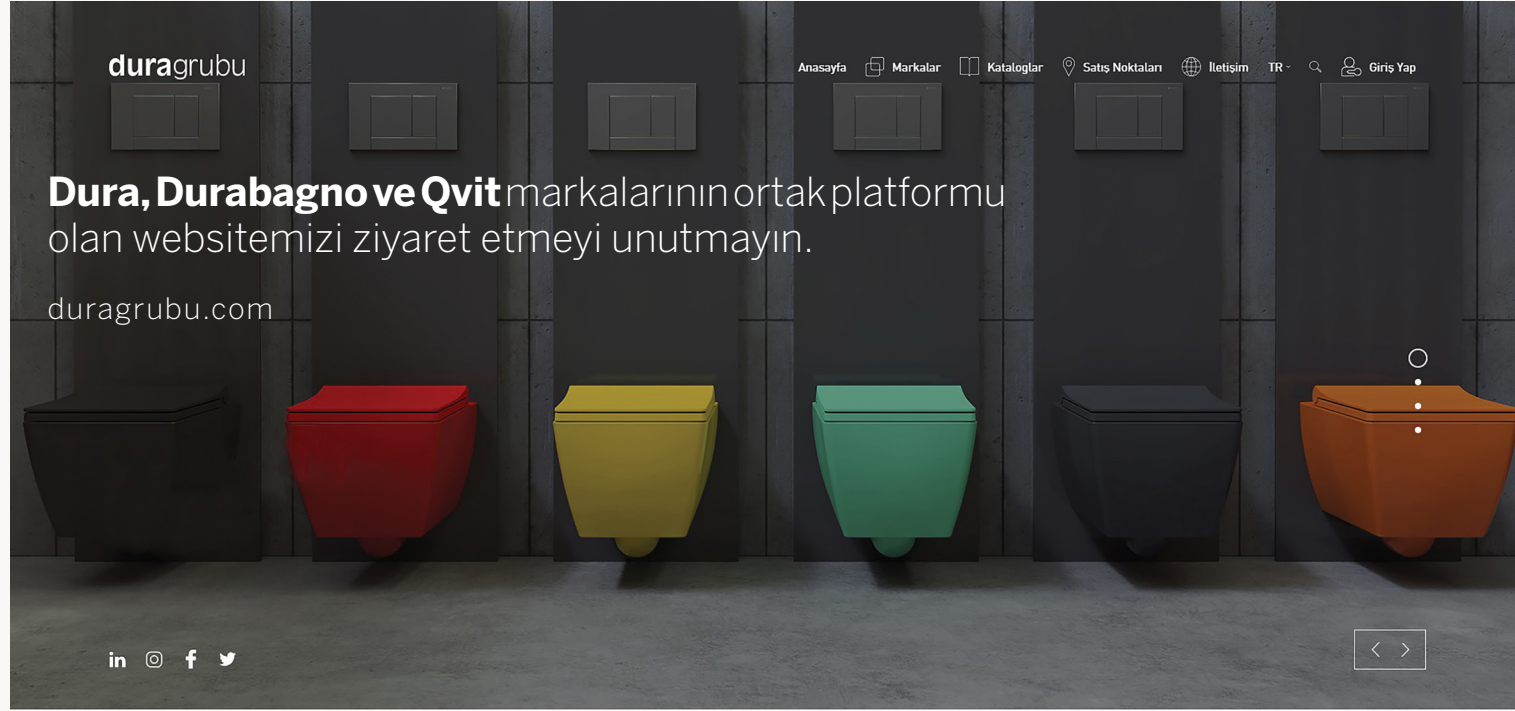 duragrubu
Anasayfa Markalar Kataloglar Satış Noktaları İletişim TR Giriş Yap
Dura, Durabagno ve Qvit markalarının ortak platformu
olan websitemizi ziyaret etmeyi unutmayın.
duragrubu.com